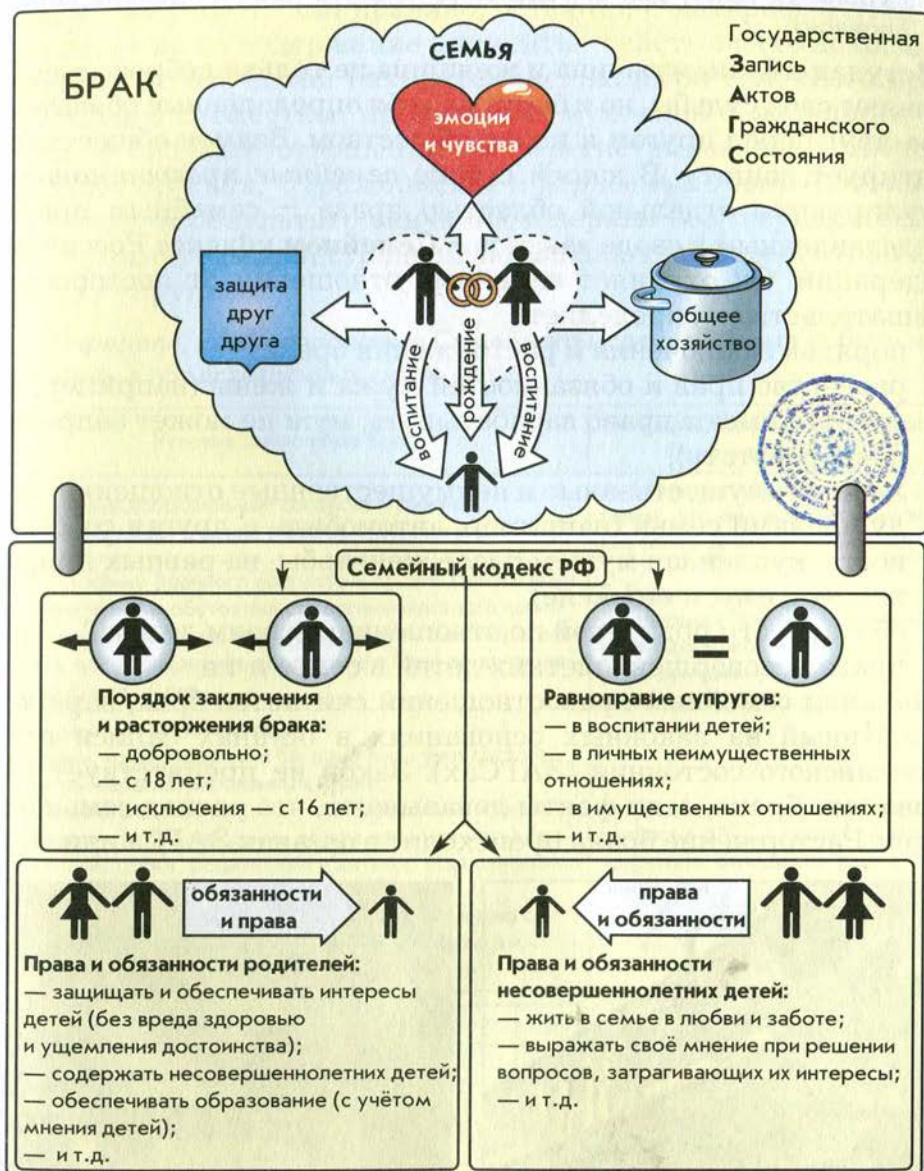 БРАК
СЕМЬЯ
Государственная
Запись
Актов
Гражданского
Состояния
эмоции
и чувства
защита
друг
друга
общее
хозяйство
воспитание
рождение
воспитание
Семейный кодекс РФ
Порядок заключения
и расторжения брака:
— добровольно;
— с 18 лет;
— исключения — с 16 лет;
— и т.д.
Равноправие супругов:
— в воспитании детей;
— в личных неимущественных
отношениях;
— в имущественных отношениях;
— и т.д.
обязанности
и права
Права и обязанности родителей:
— защищать и обеспечивать интересы
детей (без вреда здоровью
и ущемления достоинства);
— содержать несовершеннолетних детей;
— обеспечивать образование (с учётом
мнения детей);
— и т.д.
права
и обязанности
Права и обязанности
несовершеннолетних детей:
— жить в семье в любви и заботе;
— выражать своё мнение при решении
вопросов, затрагивающих их интересы;
— и т.д.